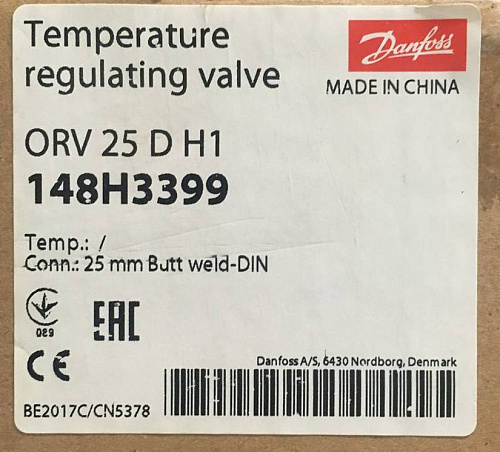 Temperature
regulating valve
Danfoss
MADE IN CHINA
ORV 25 D H1
148H3399
Temp.: /
Conn.: 25 mm Butt weld-DIN
089
EAC
CE
Danfoss A/S, 6430 Nordborg, Denmark
BE2017C/CN5378